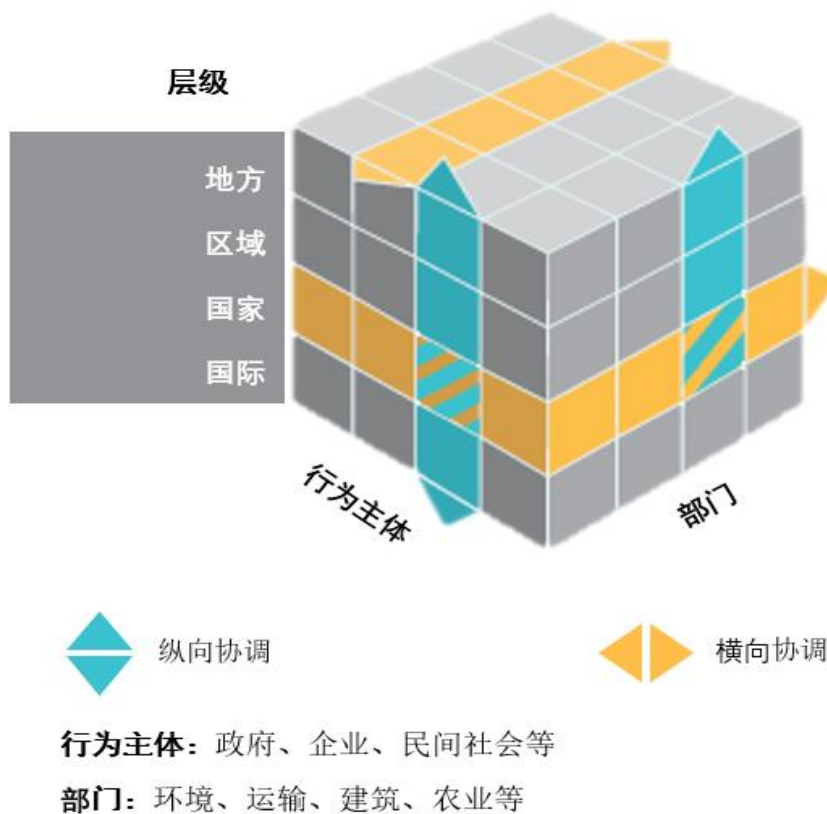 层级
地方
区域
国家
国际
行为主体
部门
纵向协调
横向协调
行为主体：政府、企业、民间社会等
部门：环境、运输、建筑、农业等